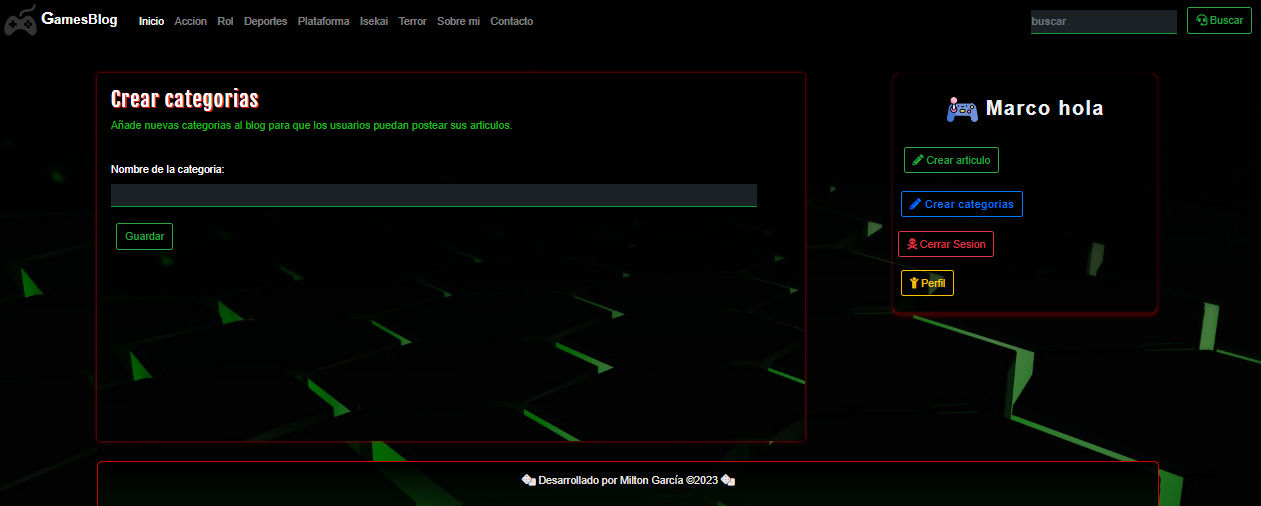 GamesBlog Inicio Accion Rol Deportes Plataforma Isekai Terror Sobre mi Contacto buscar Buscar
Crear categorias
Añade nuevas categorias al blog para que los usuarios puedan postear sus articulos.
Nombre de la categoria:
Guardar
Marco hola
Crear articulo
Crear categorias
Cerrar Sesion
Perfil
Desarrollado por Milton García ©2023